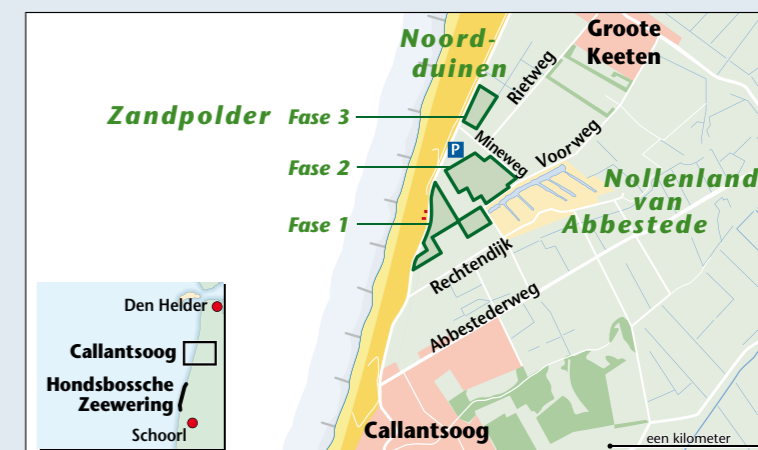 Noord-
duinen
Groote
Keeten
Zandpolder
Fase 3
Rietweg
Mineweg
P
Voorweg
Fase 2
Nollenland
van
Abbestede
Fase 1
Rechtendijk
Abbestederweg
Den Helder
Callantsoog
Hondsbossche
Zeewering
Schoorl
Callantsoog
een kilometer